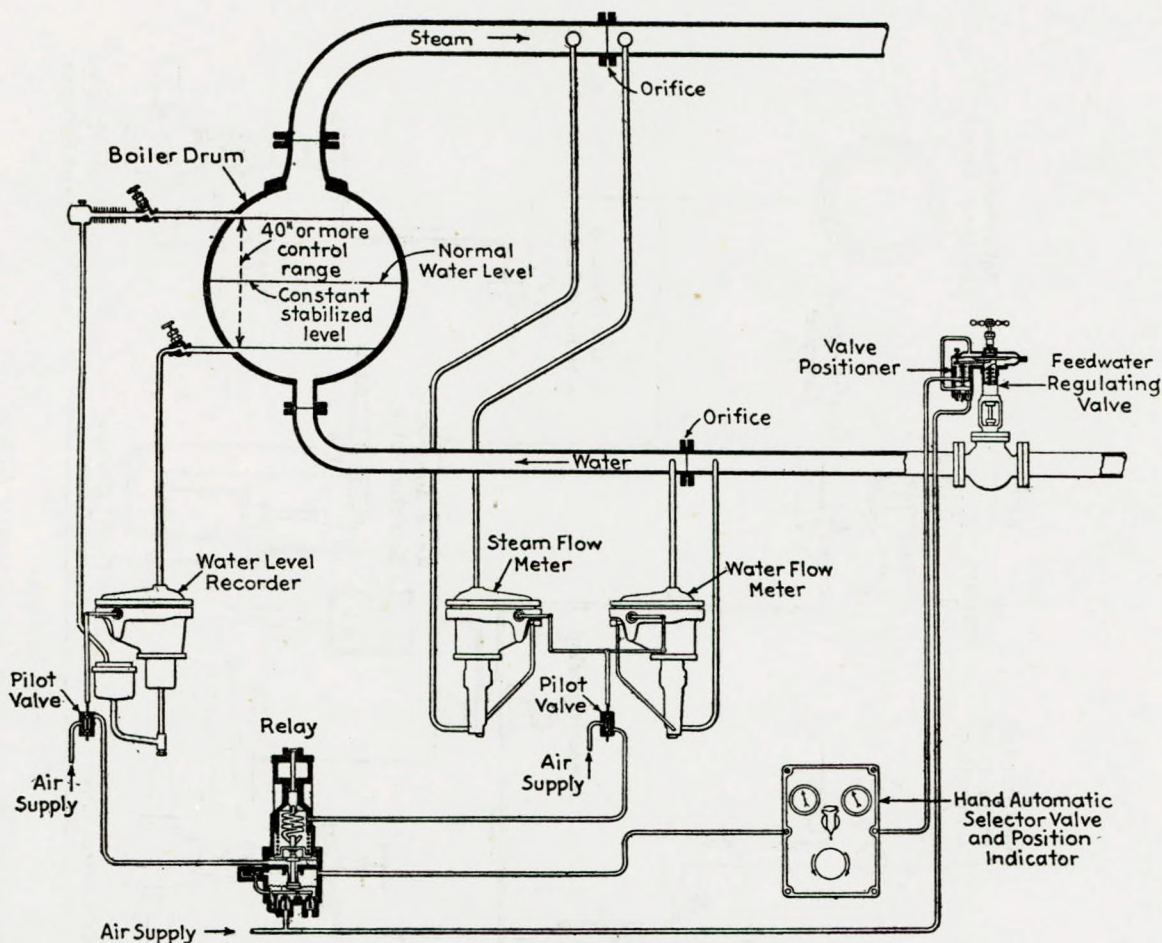 Steam →
Orifice
Boiler Drum
40" or more
control
range
Normal
Water Level
Constant
stabilized
level
Valve
Positioner
Feedwater
Regulating
Valve
Orifice
← Water
Water Level
Recorder
Steam Flow
Meter
Water Flow
Meter
Pilot
Valve
Relay
Pilot
Valve
Air
Supply
Air
Supply
Hand Automatic
Selector Valve
and Position
Indicator
Air Supply →